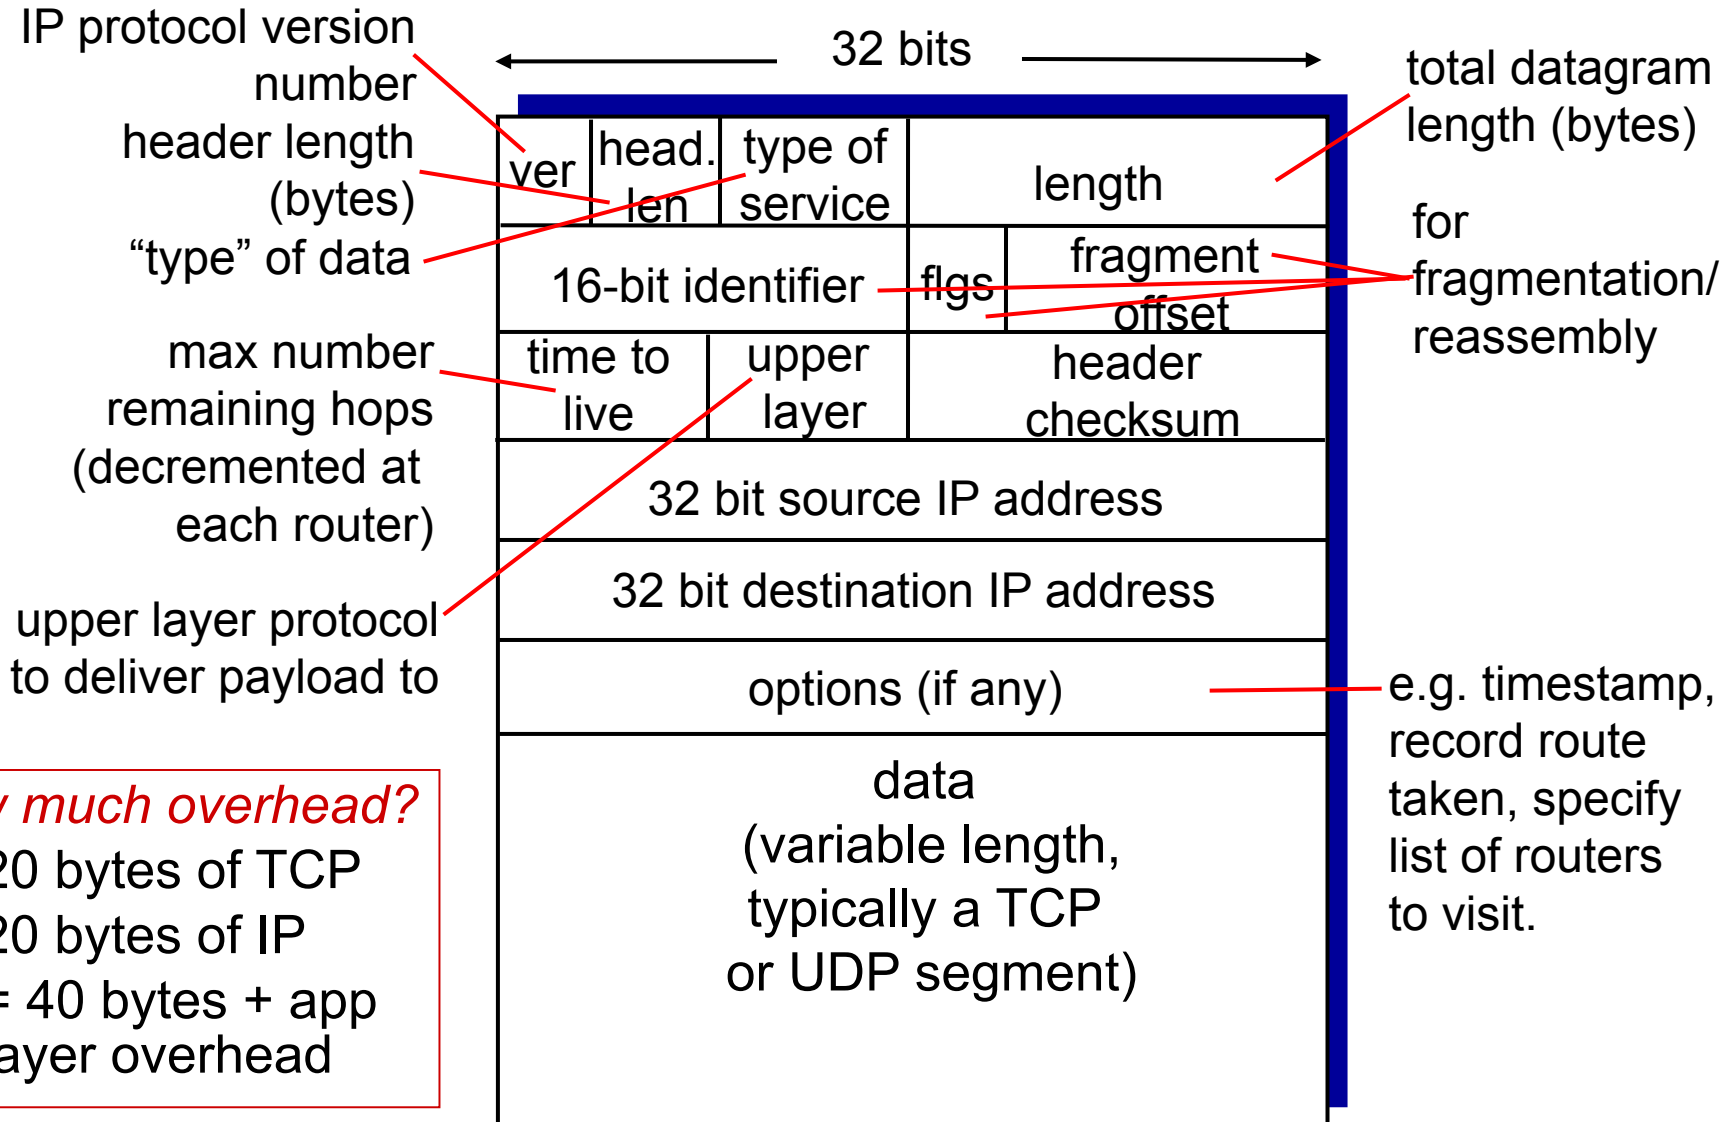 IP protocol version
number
header length
(bytes)
“type” of data
max number
remaining hops
(decremented at
each router)
upper layer protocol
to deliver payload to
much overhead?
20 bytes of TCP
20 bytes of IP
= 40 bytes + app
ayer overhead
32 bits
ver
head.
len
type of
service
length
16-bit identifier
flgs
fragment
offset
time to
live
upper
layer
header
checksum
32 bit source IP address
32 bit destination IP address
options (if any)
data
(variable length,
typically a TCP
or UDP segment)
total datagram
length (bytes)
for
fragmentation/
reassembly
e.g. timestamp,
record route
taken, specify
list of routers
to visit.